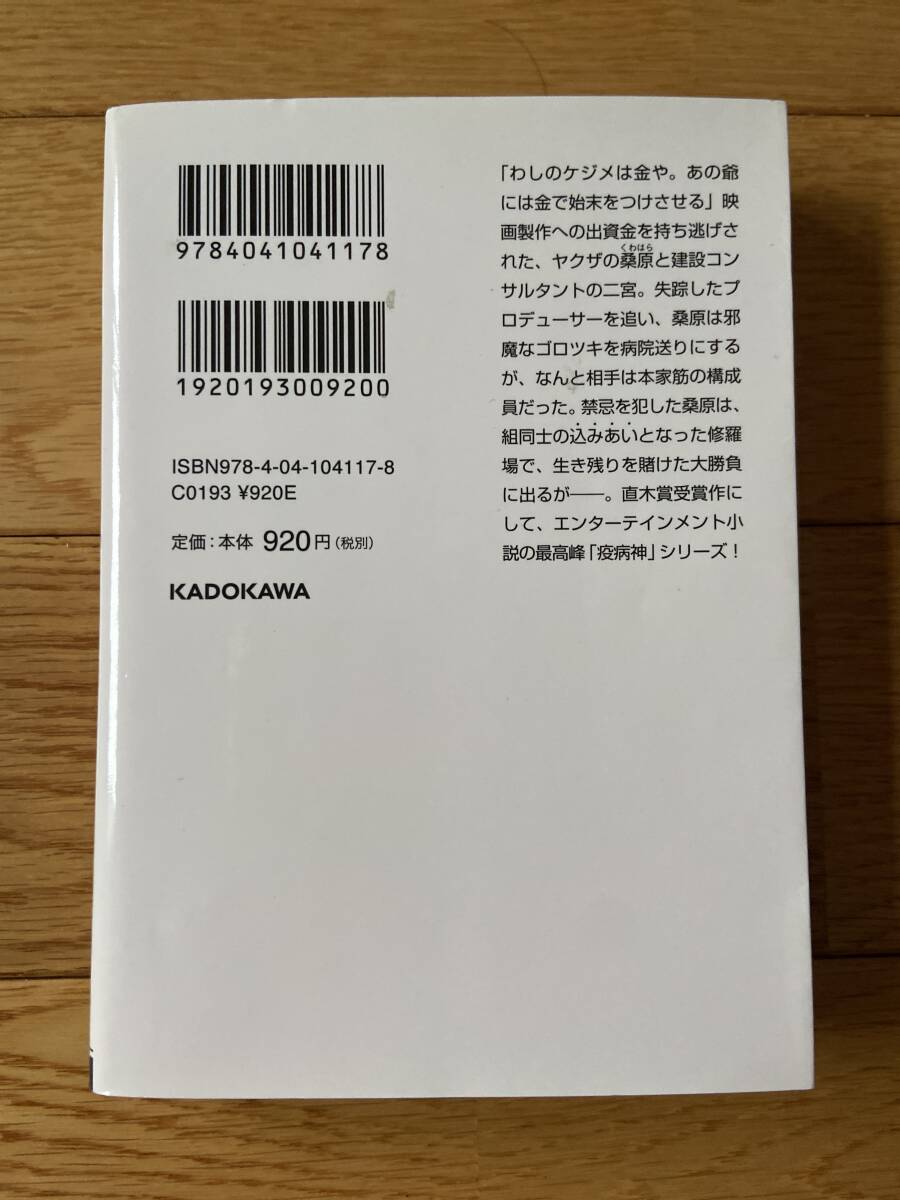 9784041041178
1920193009200
ISBN978-4-04-104117-8
C0193 ¥920E
定価：本体 920円（税別）
KADOKAWA
「わしのケジメは金や。あの爺
には金で始末をつけさせる」映
画製作への出資金を持ち逃げさ
くわはら
れた、ヤクザの桑原と建設コン
サルタントの二宮。失踪したプ
ロデューサーを追い、桑原は邪
魔なゴロツキを病院送りにする
が、なんと相手は本家筋の構成
員だった。禁忌を犯した桑原は、
組同士の込みあいとなった修羅
場で、生き残りを賭けた大勝負
に出るが――。直木賞受賞作に
して、エンターテインメント小
説の最高峰「疫病神」シリーズ！